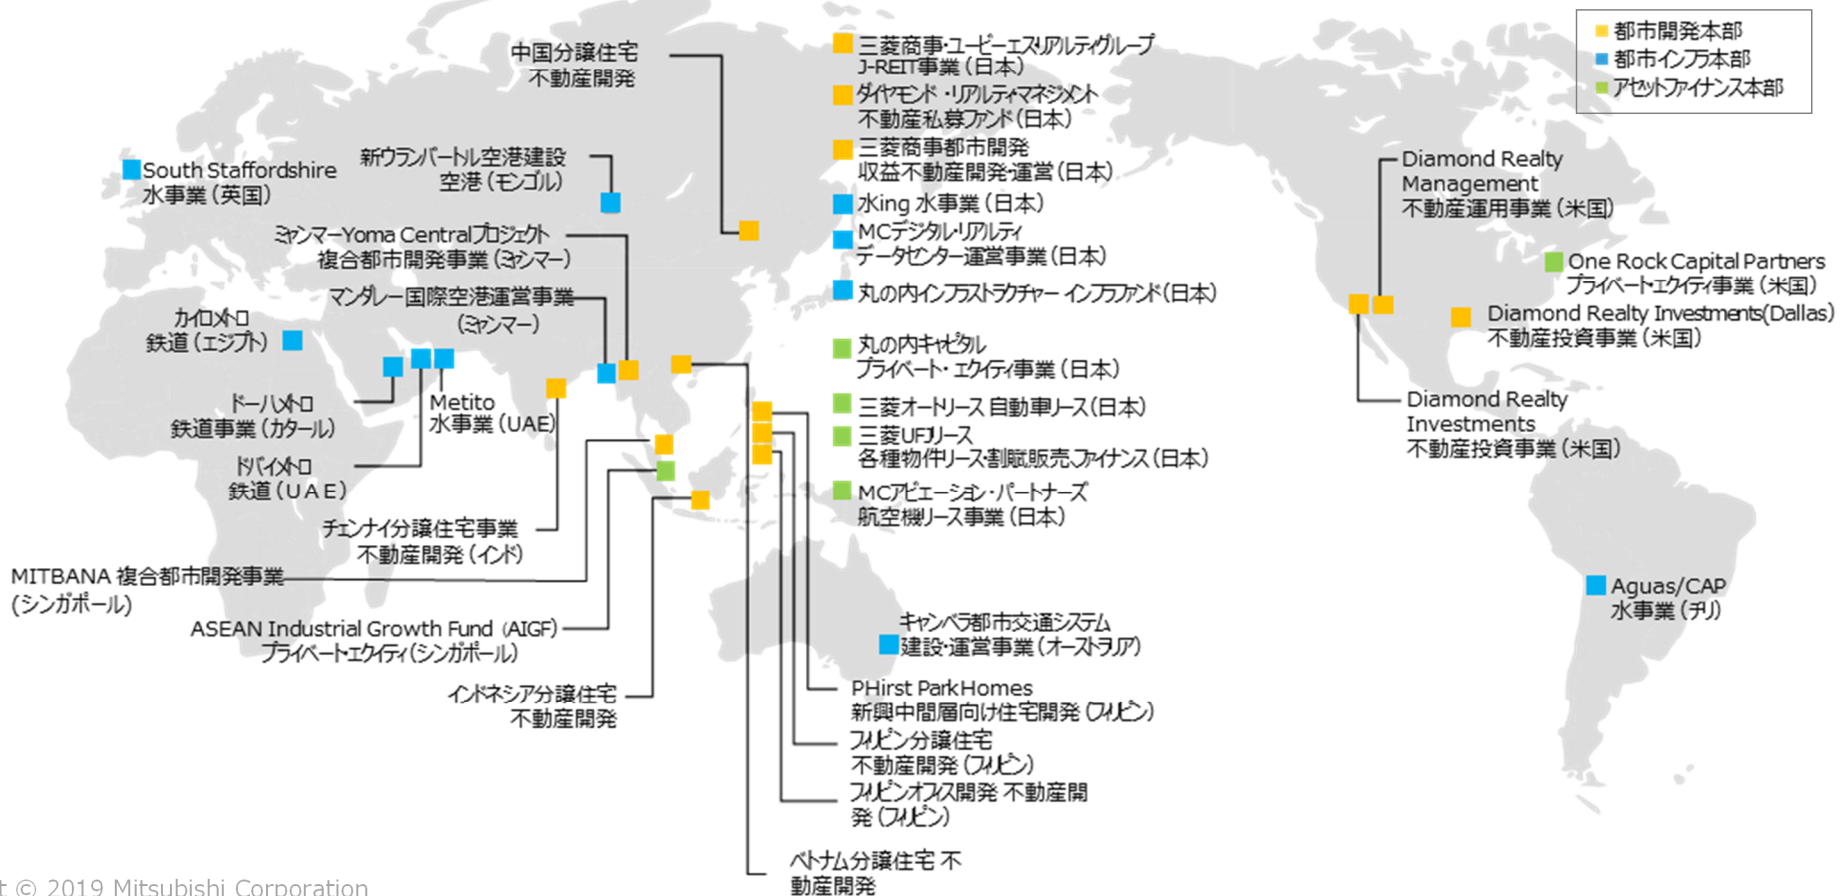 都市開発本部
都市インフラ本部
アセットファイナンス本部
中国分譲住宅
不動産開発
South Staffordshire
水事業（英国）
新ウランバートル空港建設
空港（モンゴル）
ミャンマーYoma Centralプロジェクト
複合都市開発事業（ミャンマー）
マンダレー国際空港運営事業
（ミャンマー）
カイロメトロ
鉄道（エジプト）
ドーハメトロ
鉄道事業（カタール）
Metito
水事業（UAE）
ドバイメトロ
鉄道（ＵＡＥ）
チェンナイ分譲住宅事業
不動産開発（インド）
MITBANA 複合都市開発事業
(シンガポール)
ASEAN Industrial Growth Fund（AIGF）
プライベート・エクイティ（シンガポール）
インドネシア分譲住宅
不動産開発
三菱商事・ユービーエス・リアルティグループ
J-REIT事業（日本）
ダイヤモンド・リアルティマネジメント
不動産私募ファンド（日本）
三菱商事都市開発
収益不動産開発・運営（日本）
水ing 水事業（日本）
MCデジタル・リアルティ
データセンター運営事業（日本）
丸の内インフラストラクチャー インフラファンド（日本）
丸の内キャピタル
プライベート・エクイティ事業（日本）
三菱オートリース 自動車リース（日本）
三菱UFJリース
各種物件リース・割賦販売、ファイナンス（日本）
MCアビエーション・パートナーズ
航空機リース事業（日本）
キャンベラ都市交通システム
建設・運営事業（オーストラリア）
PHirst ParkHomes
新興中間層向け住宅開発（フィリピン）
フィリピン分譲住宅
不動産開発（フィリピン）
フィリピンオフィス開発 不動産開
発（フィリピン）
ベトナム分譲住宅 不
動産開発
Diamond Realty
Management
不動産運用事業（米国）
One Rock Capital Partners
プライベート・エクイティ事業（米国）
Diamond Realty Investments(Dallas)
不動産投資事業（米国）
Diamond Realty
Investments
不動産投資事業（米国）
Aguas/CAP
水事業（チリ）
t © 2019 Mitsubishi Corporation